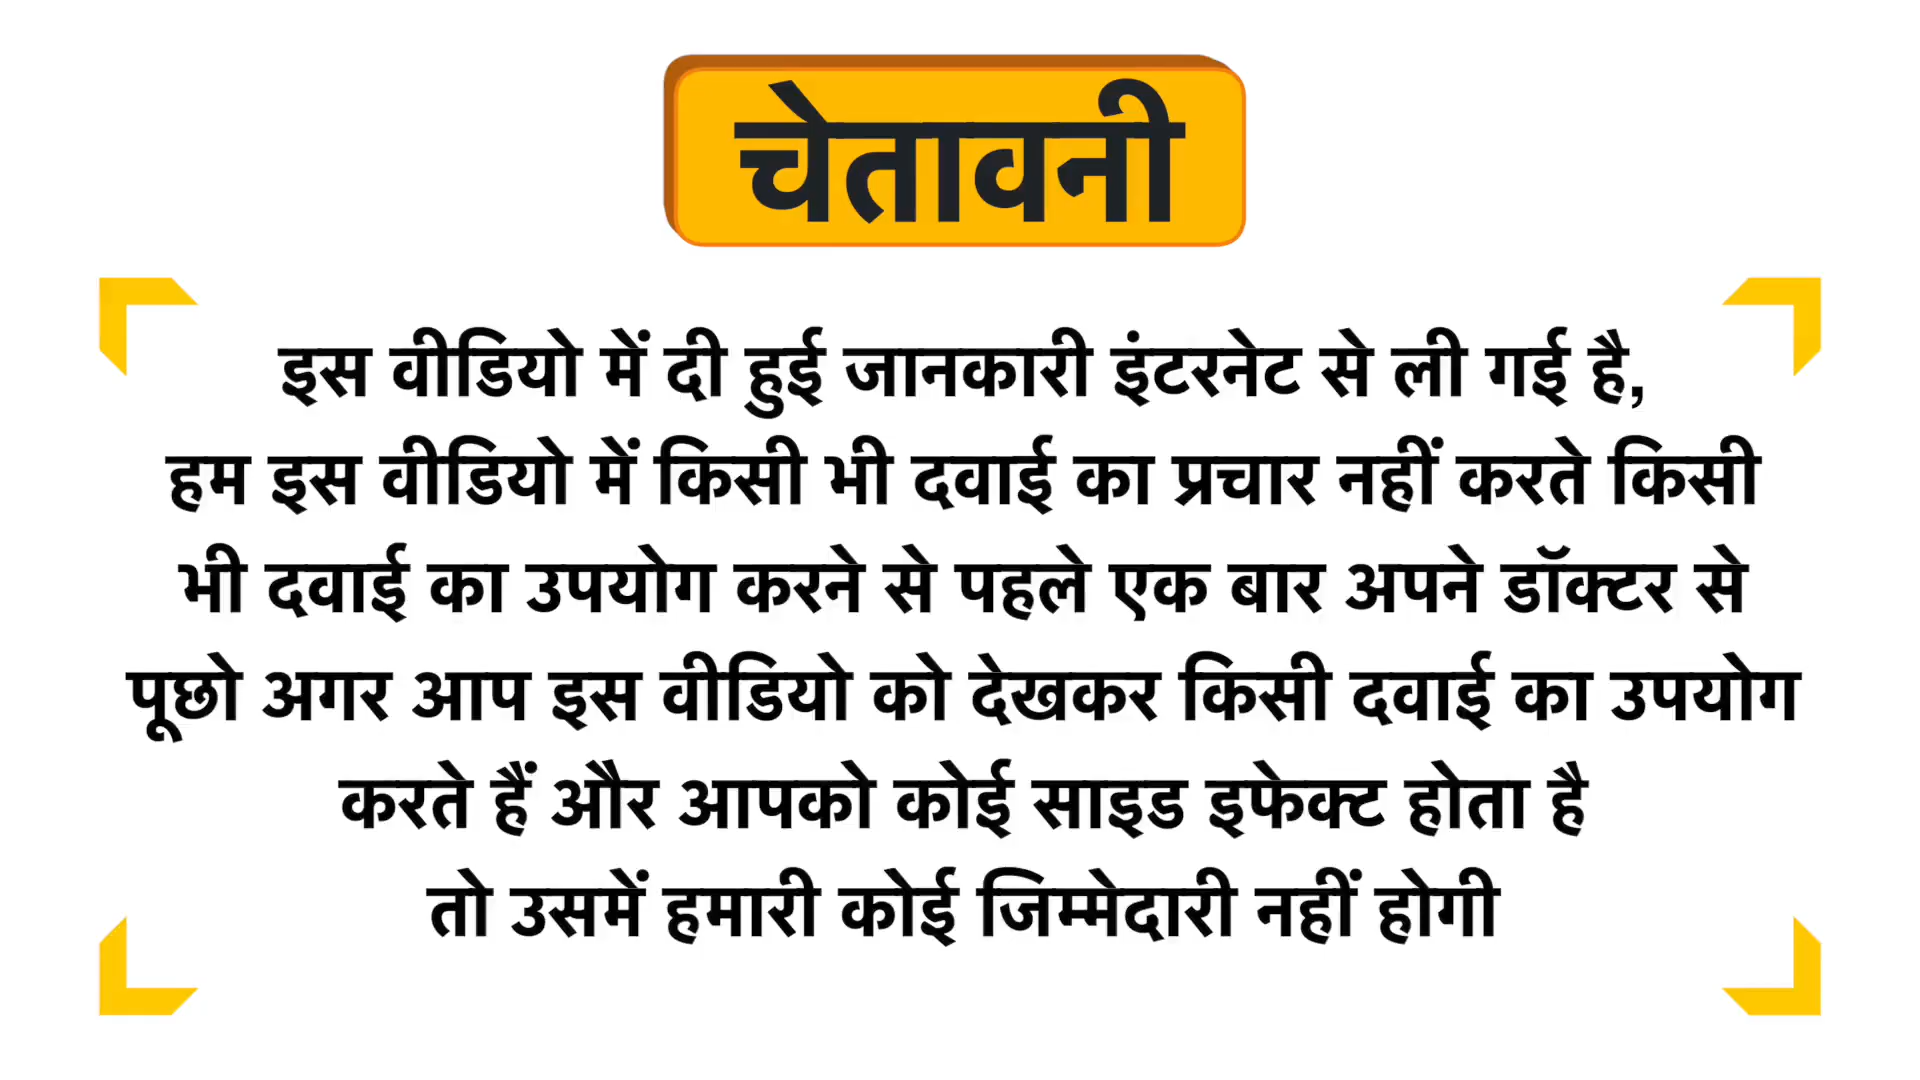 चेतावनी
इस वीडियो में दी हुई जानकारी इंटरनेट से ली गई है,
हम इस वीडियो में किसी भी दवाई का प्रचार नहीं करते किसी
भी दवाई का उपयोग करने से पहले एक बार अपने डॉक्टर से
पूछो अगर आप इस वीडियो को देखकर किसी दवाई का उपयोग
करते हैं और आपको कोई साइड इफेक्ट होता है
तो उसमें हमारी कोई जिम्मेदारी नहीं होगी